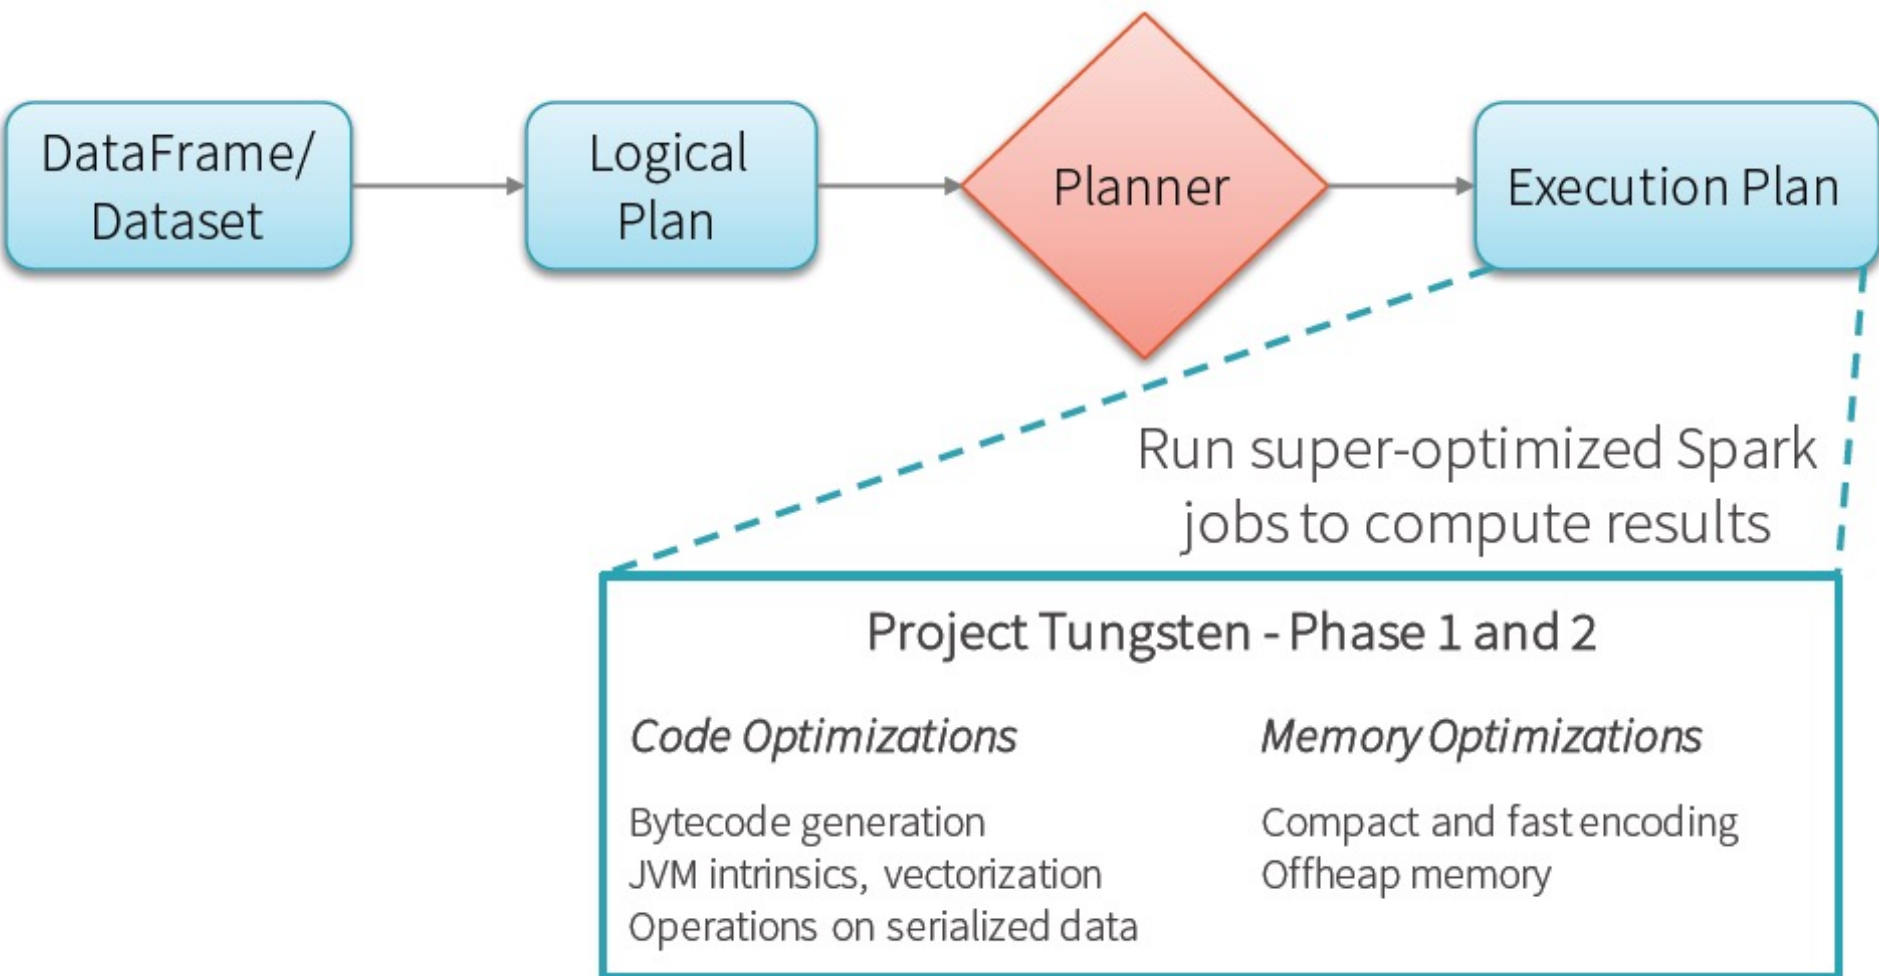 DataFrame/
Dataset
Logical
Plan
Planner
Execution Plan
Run super-optimized Spark
jobs to compute results
Project Tungsten - Phase 1 and 2
Code Optimizations
Bytecode generation
JVM intrinsics, vectorization
Operations on serialized data
Memory Optimizations
Compact and fast encoding
Offheap memory